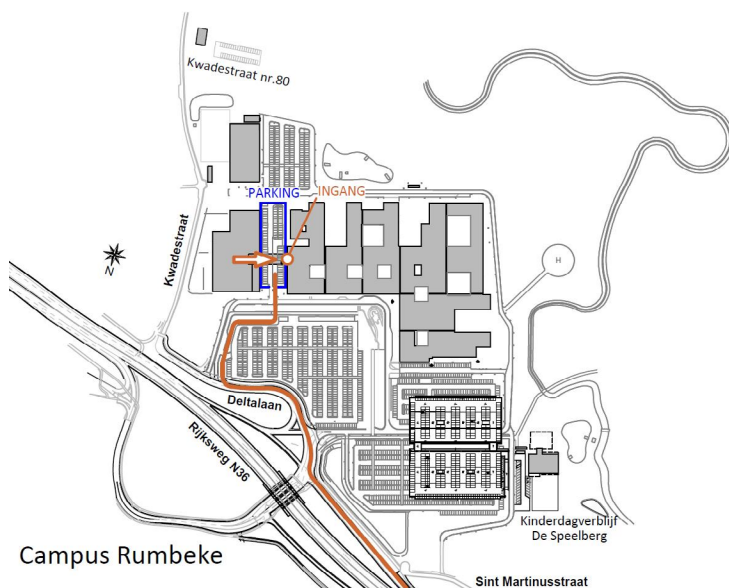 Kwadestraat nr.80
PARKING
INGANG
Kwadestraat
N
H
Deltalaan
Rijksweg N36
Kinderdagverblijf
De Speelberg
Campus Rumbeke
Sint Martinusstraat